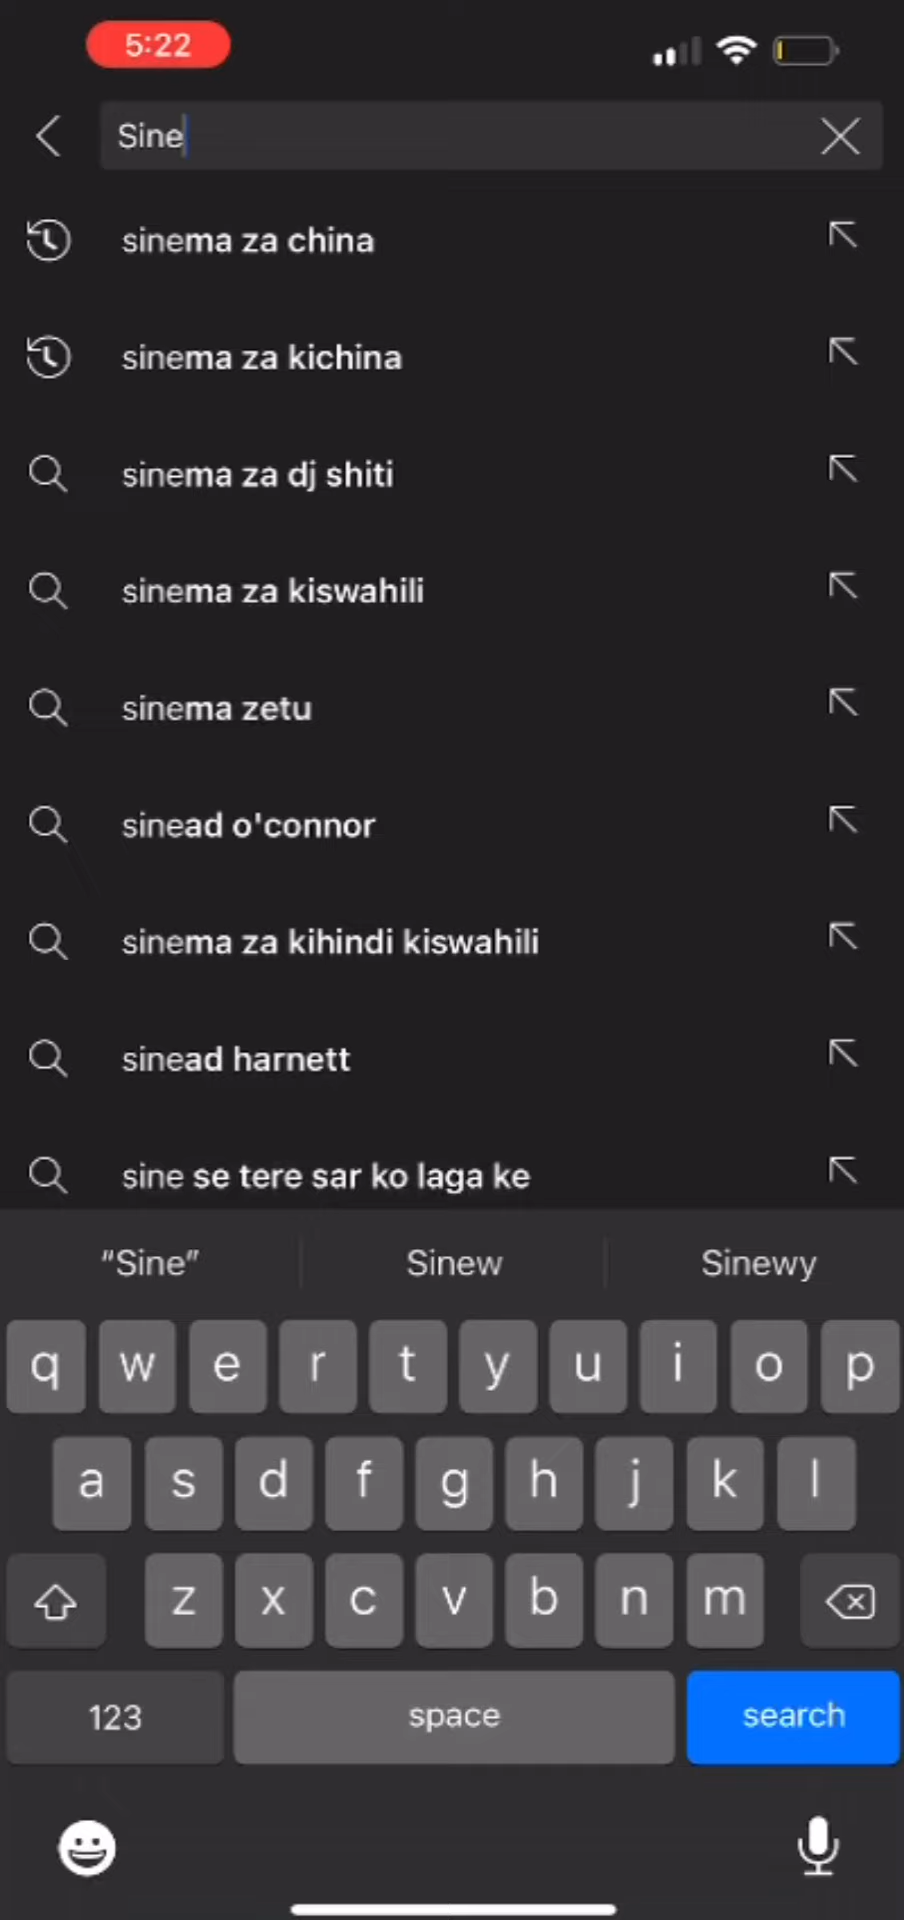 5:22
Sine
sinema za china
sinema za kichina
sinema za dj shiti
sinema za kiswahili
sinema zetu
sinead o'connor
sinema za kihindi kiswahili
sinead harnett
sine se tere sar ko laga ke
“Sine” Sinew Sinewy
q w e r t y u i o p
a s d f g h j k l
z x c v b n m
123 space search